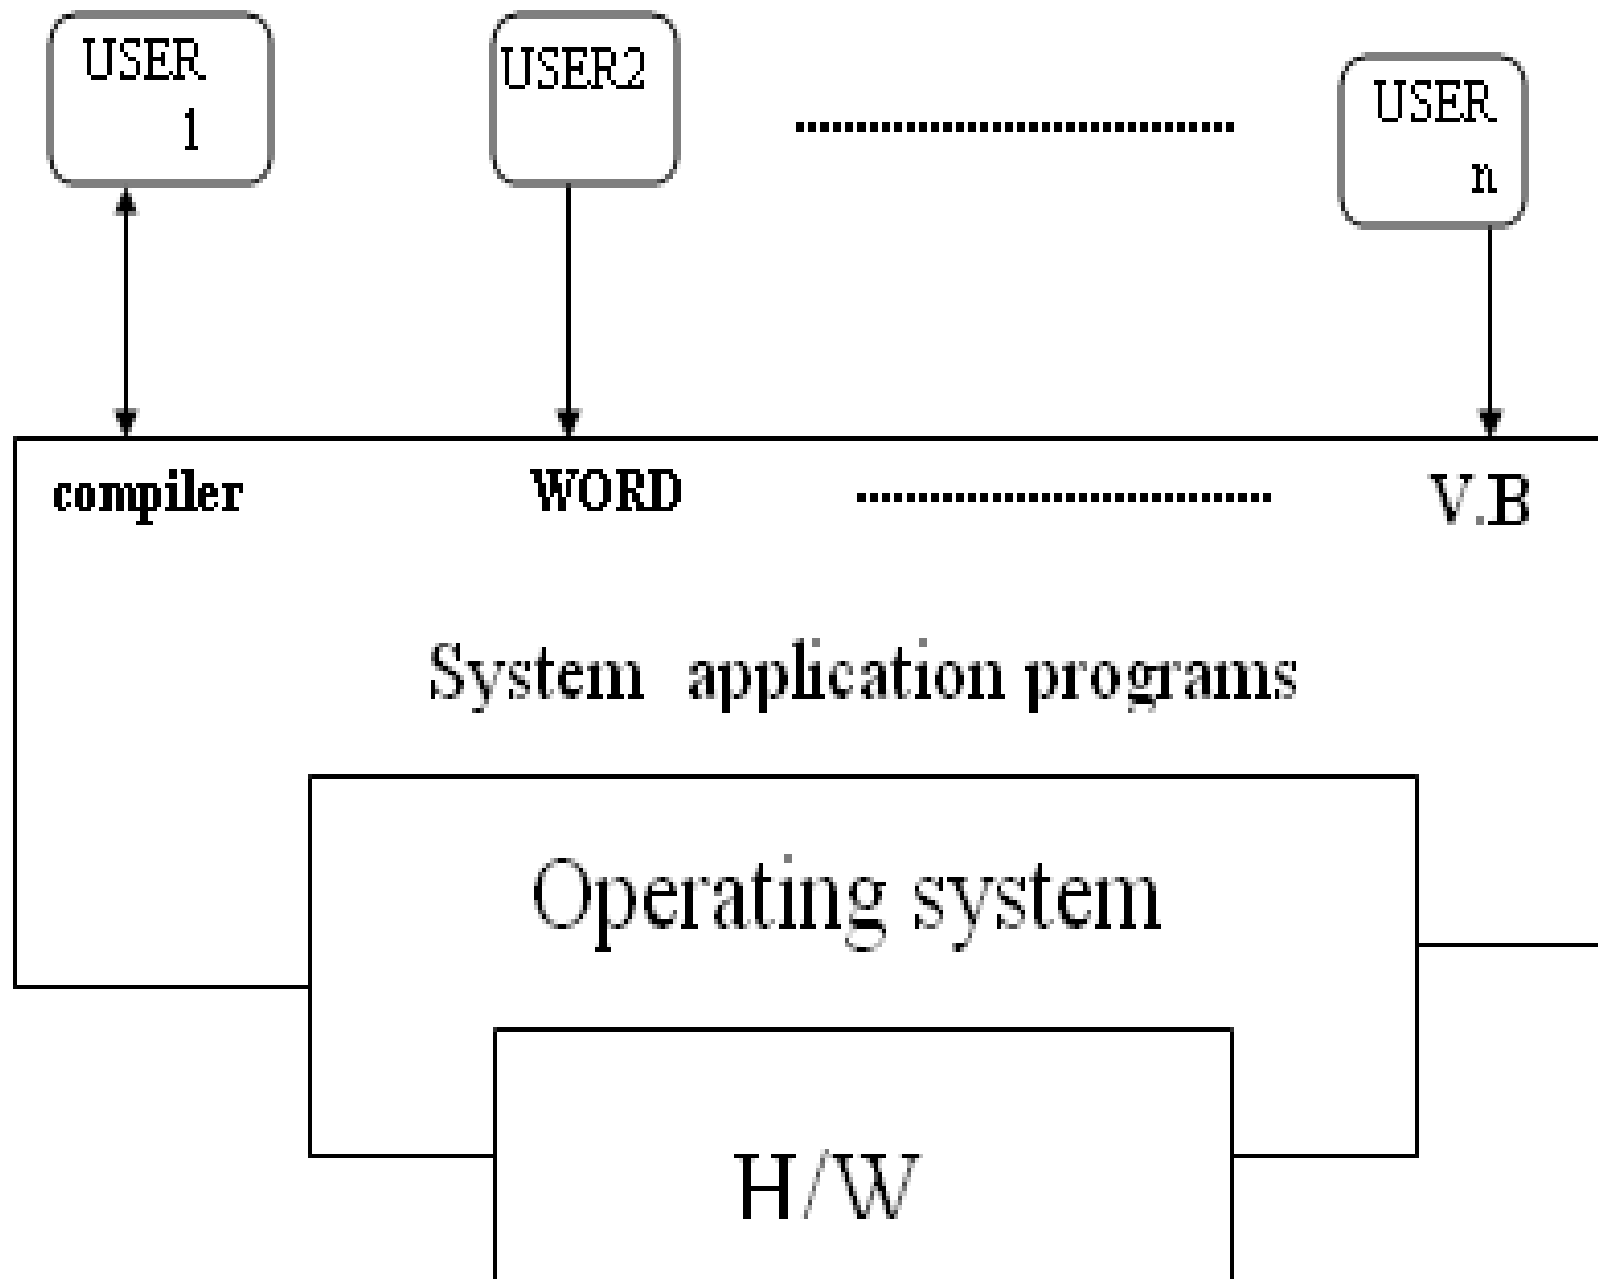 USER
1
USER2
USER
n
compiler
WORD
V.B
System application programs
Operating system
H/W